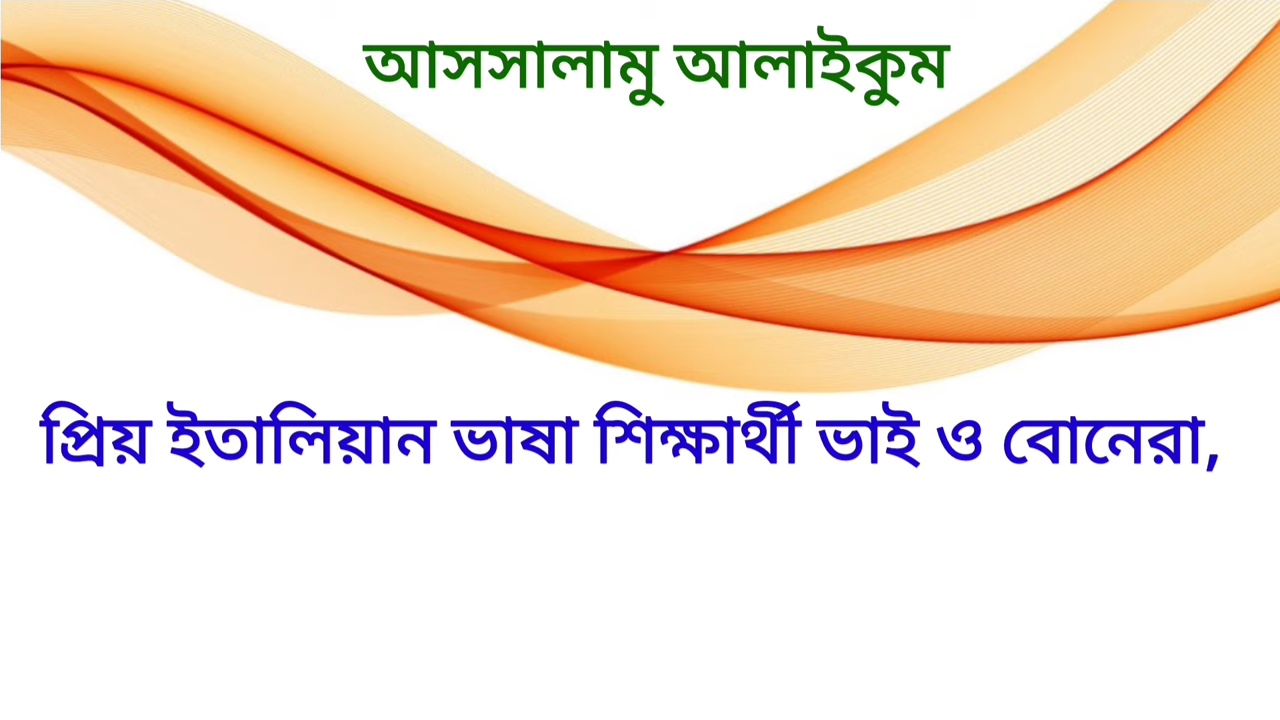 আসসালামু আলাইকুম
প্রিয় ইতালিয়ান ভাষা শিক্ষার্থী ভাই ও বোনেরা,